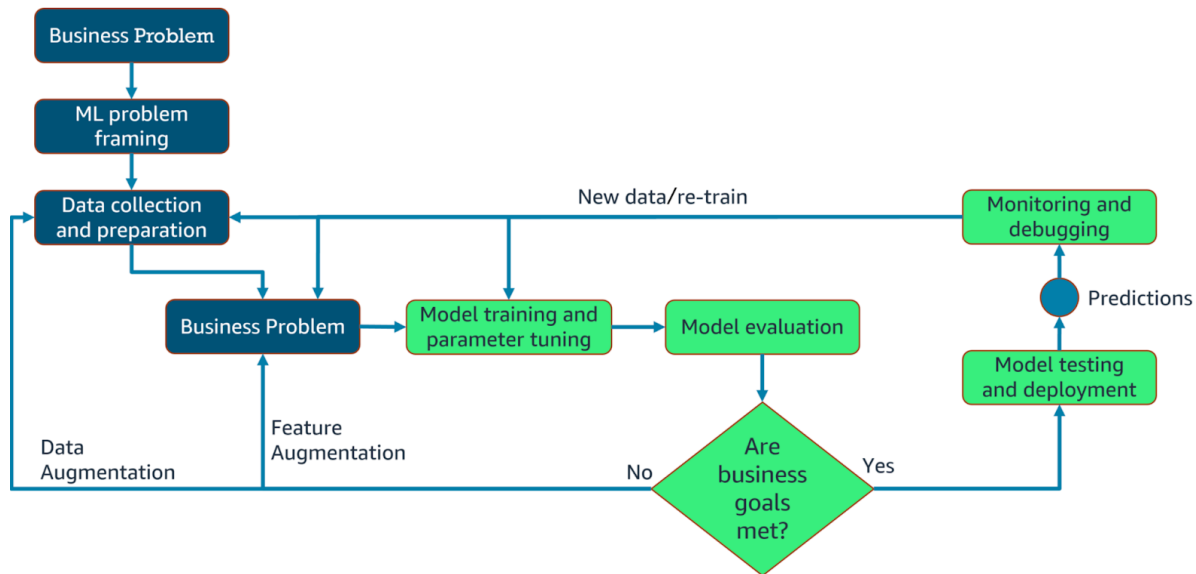 Business Problem
ML problem
framing
Data collection
and preparation
New data/re-train
Monitoring and
debugging
Predictions
Business Problem
Model training and
parameter tuning
Model evaluation
Model testing
and deployment
Data
Augmentation
Feature
Augmentation
No
Are
business
goals
met?
Yes